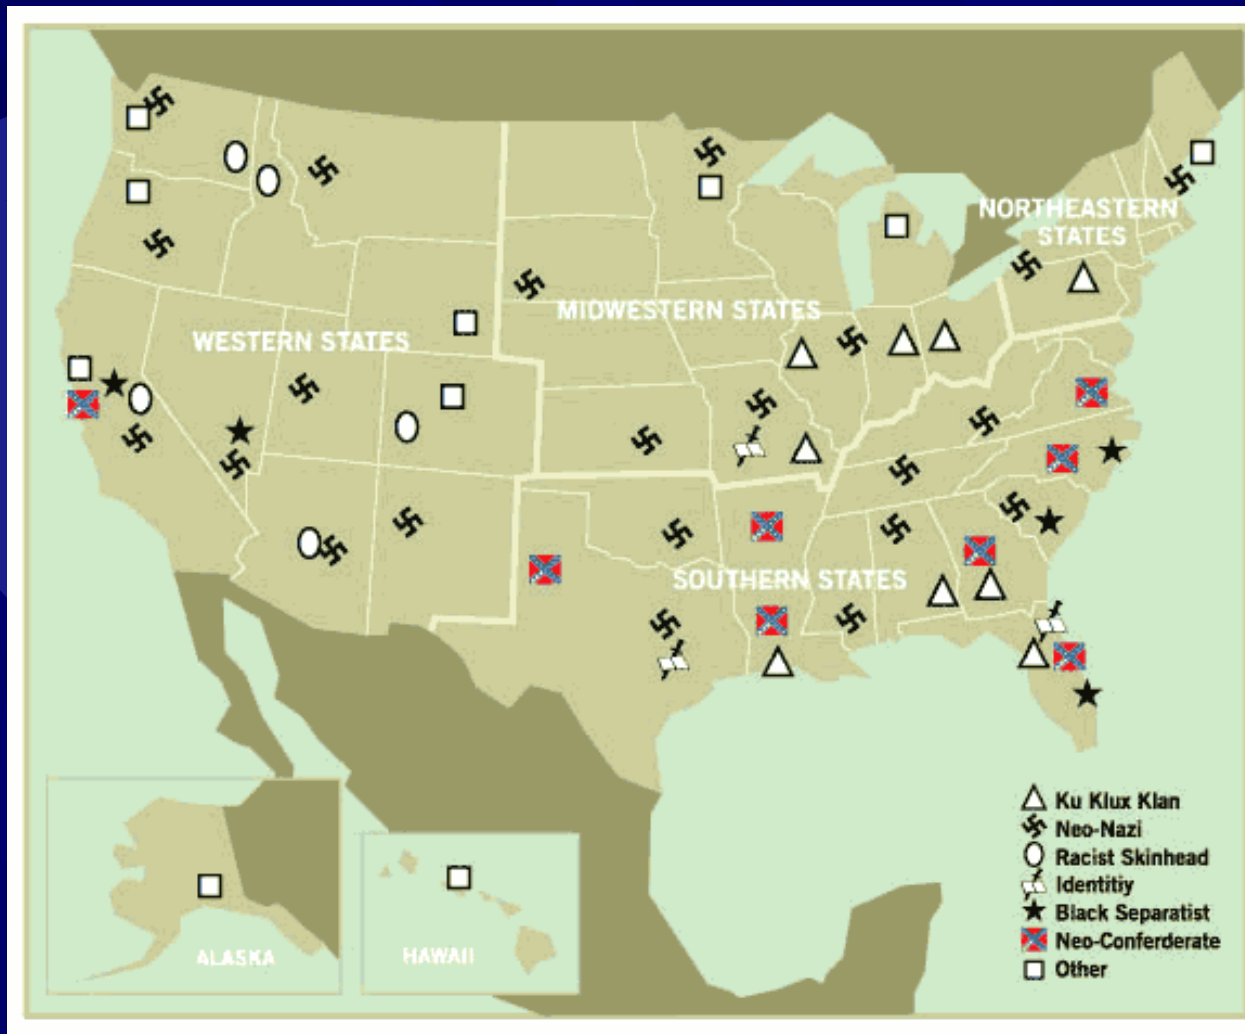 NORTHEASTERN
STATES
MIDWESTERN STATES
WESTERN STATES
SOUTHERN STATES
ALASKA
HAWAII
Ku Klux Klan
Neo-Nazi
Racist Skinhead
Identitiy
Black Separatist
Neo-Conferderate
Other